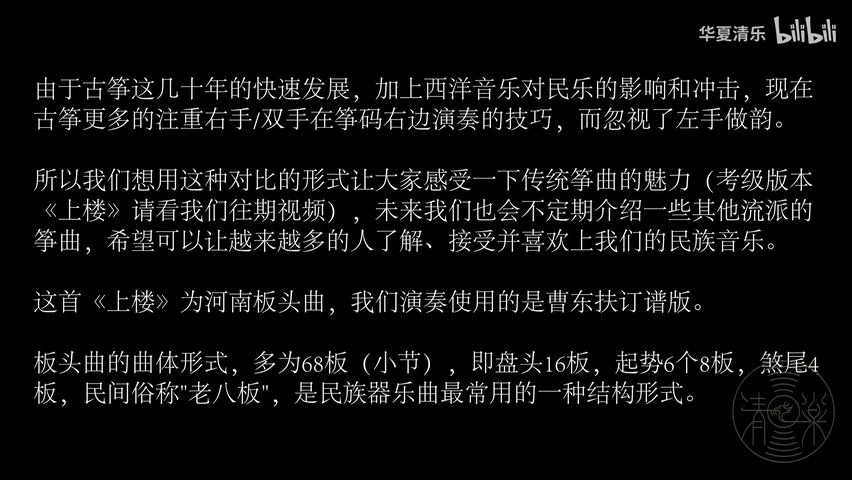 华夏清乐 bilibili
由于古筝这几十年的快速发展，加上西洋音乐对民乐的影响和冲击，现在
古筝更多的注重右手/双手在筝码右边演奏的技巧，而忽视了左手做韵。
所以我们想用这种对比的形式让大家感受一下传统筝曲的魅力（考级版本
《上楼》请看我们往期视频），未来我们也会不定期介绍一些其他流派的
筝曲，希望可以让越来越多的人了解、接受并喜欢上我们的民族音乐。
这首《上楼》为河南板头曲，我们演奏使用的是曹东扶订谱版。
板头曲的曲体形式，多为68板（小节），即盘头16板，起势6个8板，煞尾4
板，民间俗称"老八板"，是民族器乐曲最常用的一种结构形式。